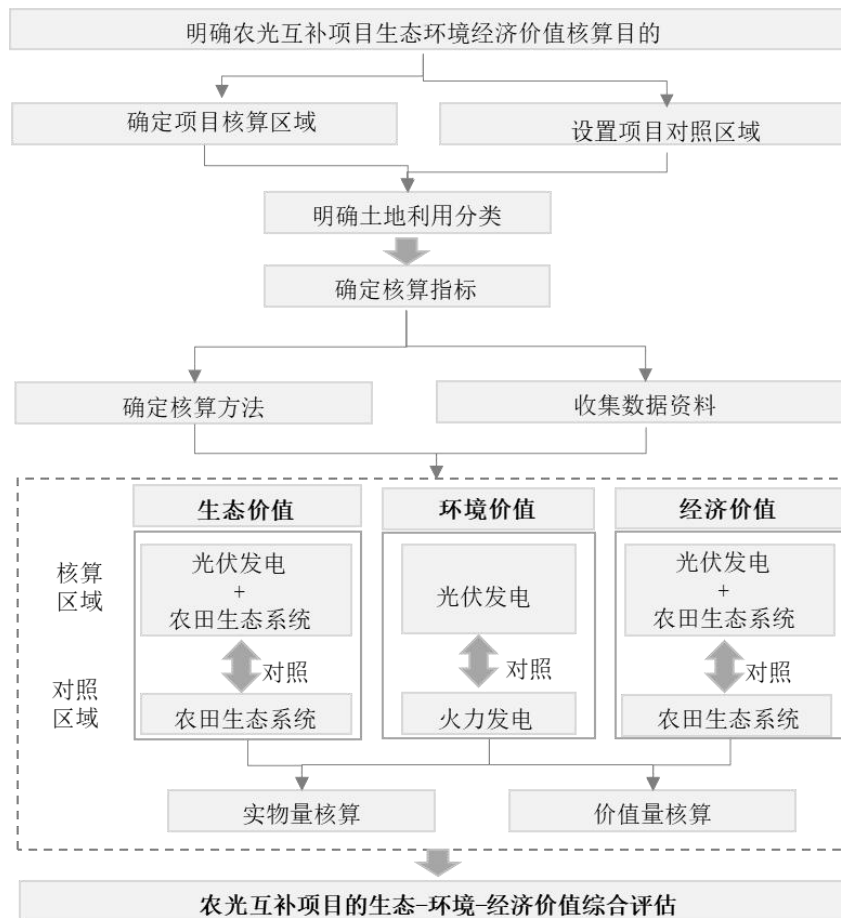 明确农光互补项目生态环境经济价值核算目的
确定项目核算区域
设置项目对照区域
明确土地利用分类
确定核算指标
确定核算方法
收集数据资料
生态价值
环境价值
经济价值
核算
区域
光伏发电
+
农田生态系统
光伏发电
光伏发电
+
农田生态系统
对照
对照
对照
对照
区域
农田生态系统
火力发电
农田生态系统
实物量核算
价值量核算
农光互补项目的生态-环境-经济价值综合评估